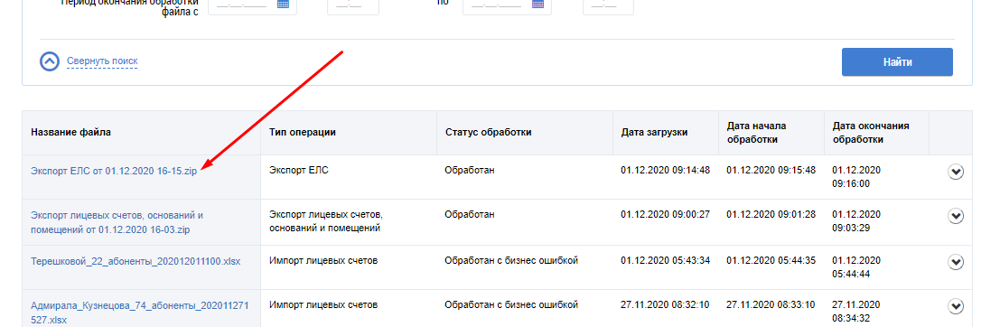 Период окончания обработки
файла с
__.__.____
__:__
по
__.__.____
__:__
Свернуть поиск
Найти
Название файла
Тип операции
Статус обработки
Дата загрузки
Дата начала
обработки
Дата окончания
обработки
Экспорт ЕЛС от 01.12.2020 16-15.zip
Экспорт ЕЛС
Обработан
01.12.2020 09:14:48
01.12.2020 09:15:48
01.12.2020
09:16:00
Экспорт лицевых счетов, оснований и
помещений от 01.12.2020 16-03.zip
Экспорт лицевых счетов,
оснований и помещений
Обработан
01.12.2020 09:00:27
01.12.2020 09:01:28
01.12.2020
09:03:29
Терешковой_22_абоненты_202012011100.xlsx
Импорт лицевых счетов
Обработан с бизнес ошибкой
01.12.2020 05:43:34
01.12.2020 05:44:35
01.12.2020
05:44:44
Адмирала_Кузнецова_74_абоненты_202011271
527.xlsx
Импорт лицевых счетов
Обработан с бизнес ошибкой
27.11.2020 08:32:10
27.11.2020 08:33:10
27.11.2020
08:34:32